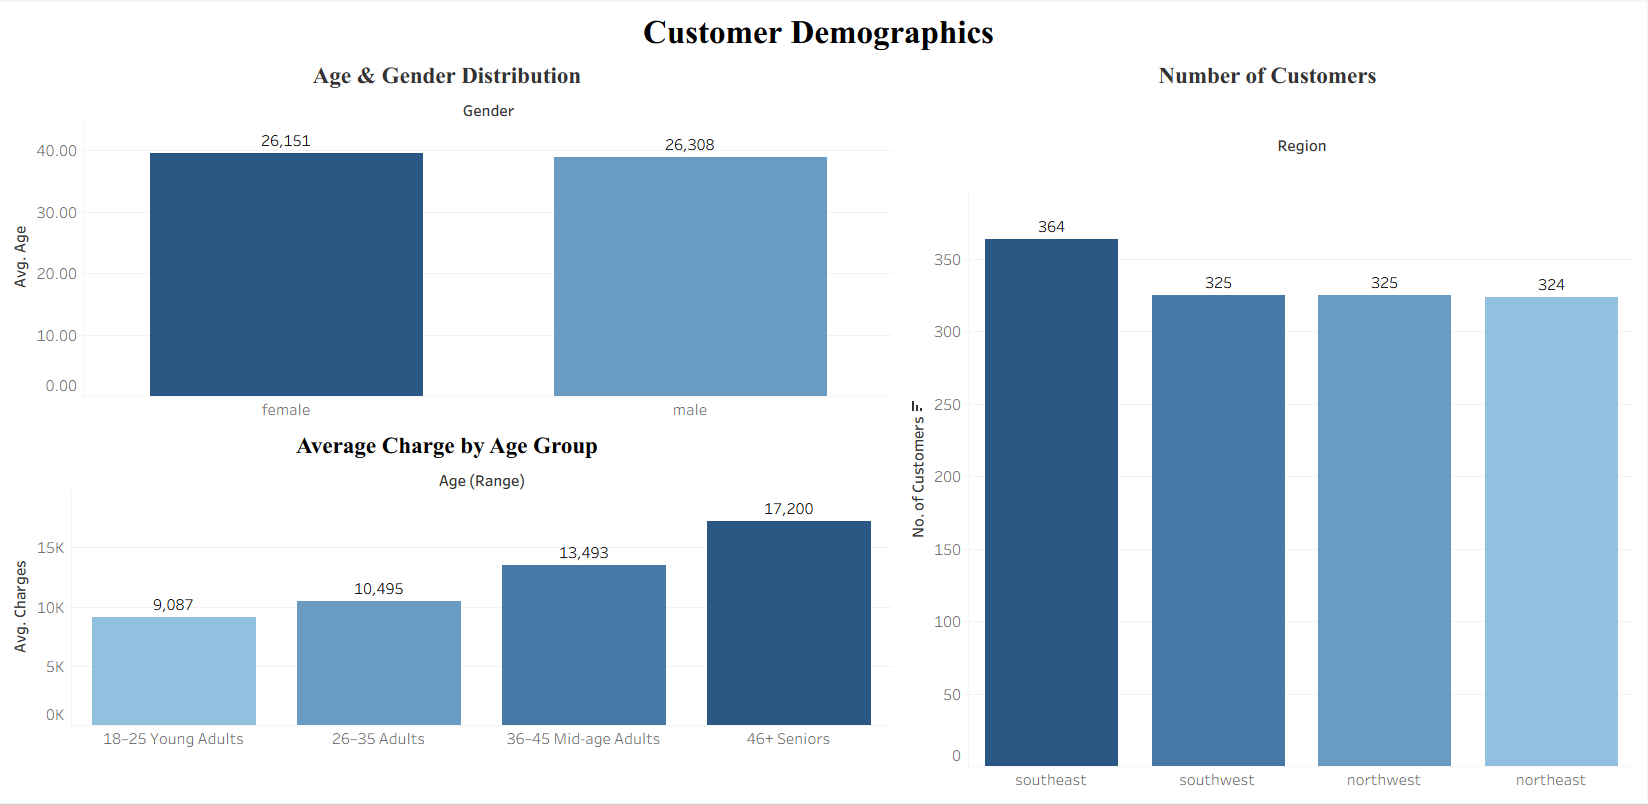 Customer Demographics
Age & Gender Distribution
Gender
26,151
26,308
40.00
30.00
20.00
10.00
0.00
Avg. Age
female
male
Average Charge by Age Group
Age (Range)
9,087
10,495
13,493
17,200
15K
10K
5K
0K
Avg. Charges
18–25 Young Adults
26–35 Adults
36–45 Mid-age Adults
46+ Seniors
Number of Customers
Region
364
325
325
324
350
300
250
200
150
100
50
0
No. of Customers
southeast
southwest
northwest
northeast